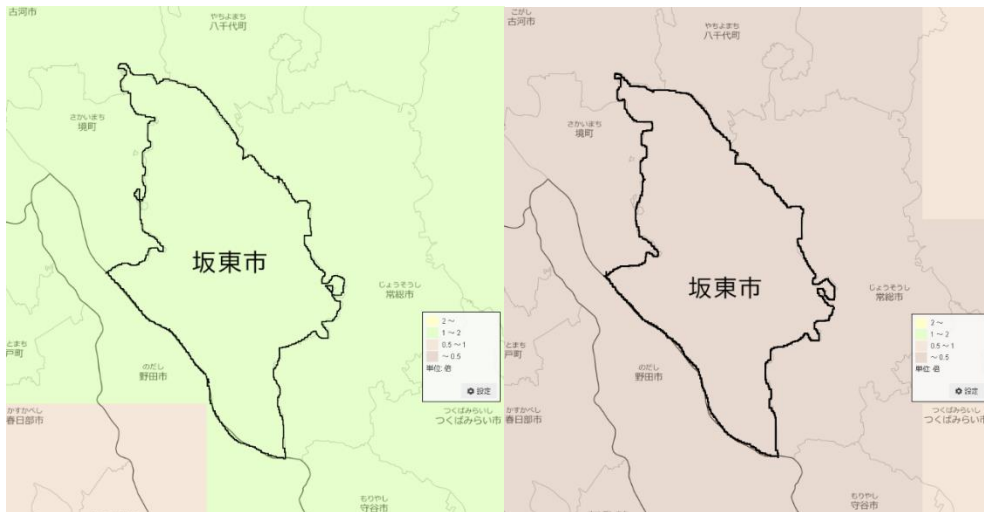 古河市
やちよまち
八千代町
さかいまち
境町
坂東市
じょうそうし
常総市
とまち
戸町
のだし
野田市
2～
1～2
0.5～1
～0.5
単位: 倍
設定
かすかべし
春日部市
つくばみらいし
つくばみらい市
もりやし
守谷市
こがし
古河市
やちよまち
八千代町
さかいまち
境町
坂東市
じょうそうし
常総市
とまち
戸町
のだし
野田市
2～
1～2
0.5～1
～0.5
単位: 倍
設定
かすかべし
春日部市
つくばみらいし
つくばみらい市
もりやし
守谷市